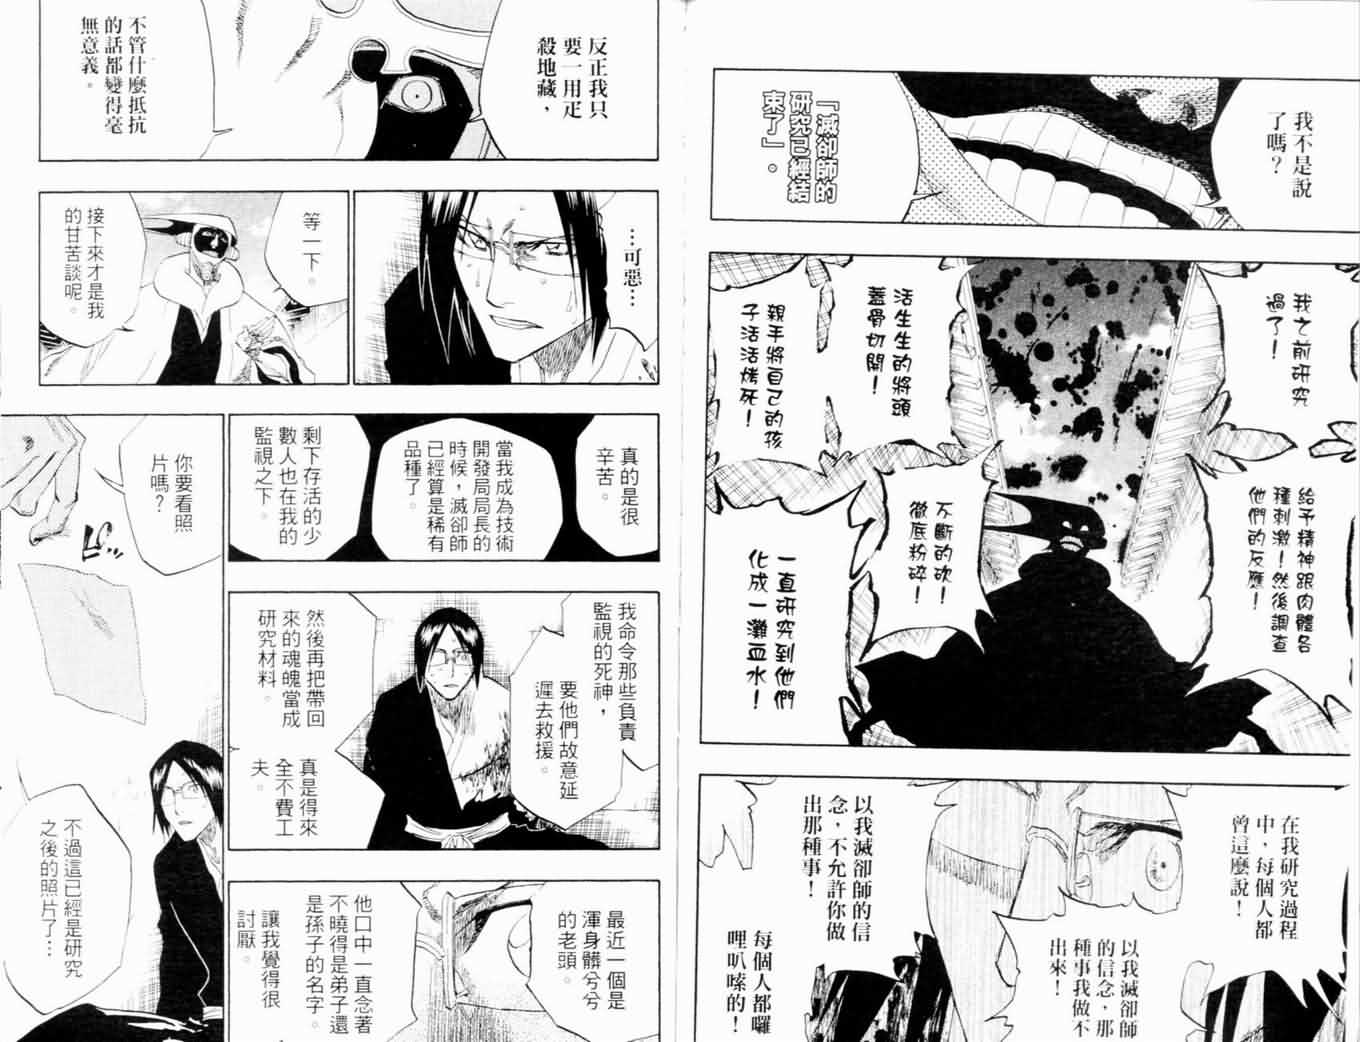 我不是說
了嗎？
「滅卻師的
研究已經結
束了」。
我之前研究
過了！
活生生的將頭
蓋骨切開！
親手將自己的孩
子活活烤死！
給予精神跟肉體各
種刺激！然後調查
他們的反應！
不斷的砍！
徹底粉碎！
一直研究到他們
化成一灘血水！
在我研究過程
中，每個人都
曾這麼說！
以我滅卻師
的信念，那
種事我做不
出來！
以我滅卻師的信
念，不允許你做
出那種事！
每個人都囉
哩叭嗦的！
反正我只
要一用疋
殺地藏，
不管什麼抵抗
的話都變得毫
無意義。
…可惡…
等一下。
接下來才是我
的甘苦談呢。
真的是很
辛苦。
當我成為技術
開發局局長的
時候，滅卻師
已經算是稀有
品種了。
剩下存活的少
數人也在我的
監視之下。
我命令那些負責
監視的死神，
要他們故意延
遲去救援。
然後再把帶回
來的魂魄當成
研究材料。
真是得來
全不費工
夫。
最近一個是
渾身髒兮兮
的老頭。
他口中一直念著
不曉得是弟子還
是孫子的名字。
讓我覺得很
討厭。
你要看照
片嗎？
不過這已經是研究
之後的照片了…